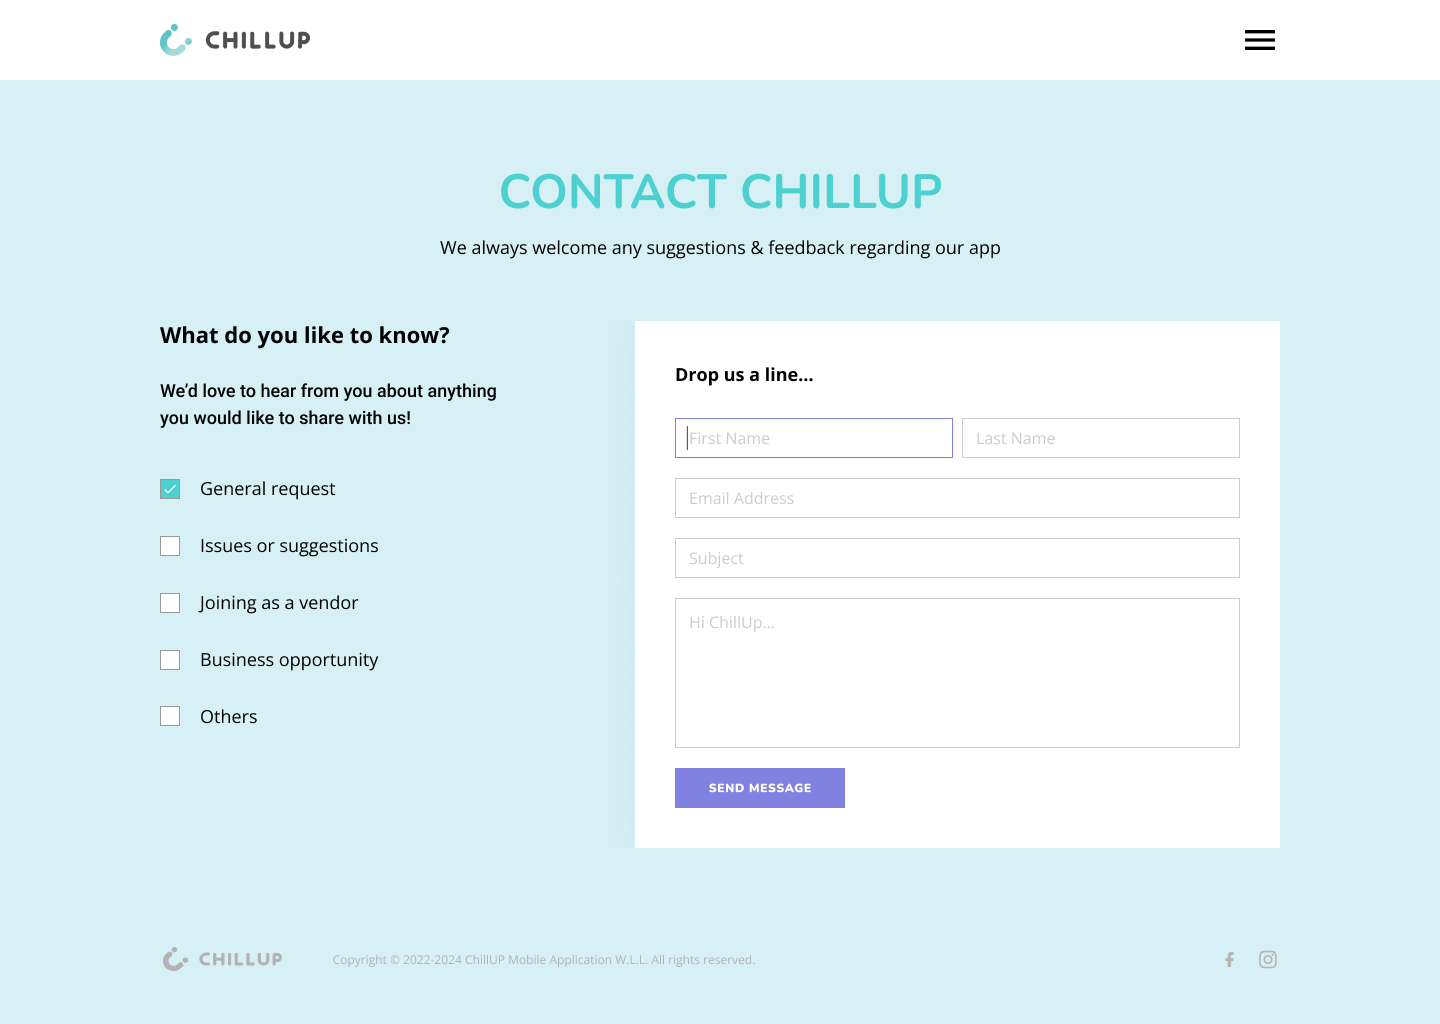 CHILLUP
CONTACT CHILLUP
We always welcome any suggestions & feedback regarding our app
What do you like to know?
We'd love to hear from you about anything
you would like to share with us!
General request
Issues or suggestions
Joining as a vendor
Business opportunity
Others
Drop us a line...
First Name
Last Name
Email Address
Subject
Hi ChillUp...
SEND MESSAGE
CHILLUP
Copyright © 2022-2024 ChillUP Mobile Application W.L.L. All rights reserved.